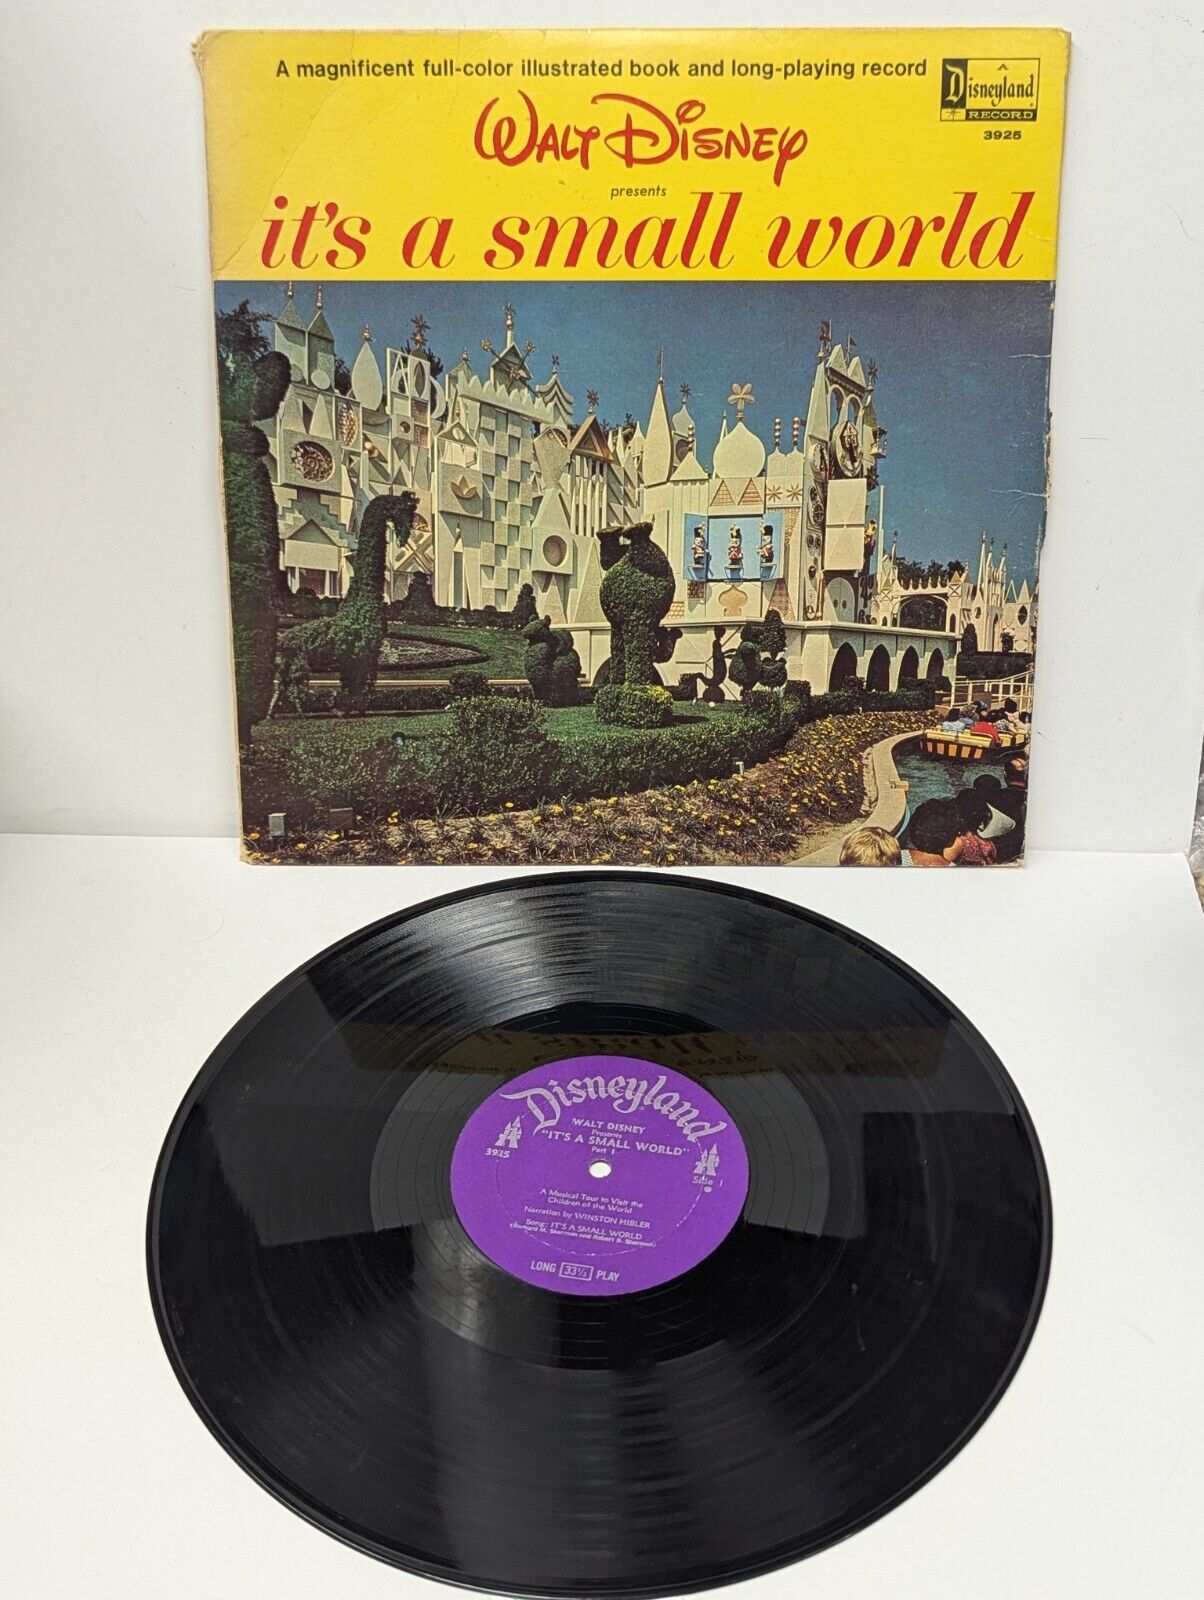 A magnificent full-color illustrated book and long-playing record
A
Disneyland
RECORD
3925
Walt Disney
presents
it's a small world
Disneyland
WALT DISNEY
Presents
"IT'S A SMALL WORLD"
Part 1
3925
Side 1
A Musical Tour to Visit the
Children of the World
Narration by WINSTON HIBLER
Song: IT'S A SMALL WORLD
(Richard M. Sherman and Robert B. Sherman)
LONG 33⅓ PLAY